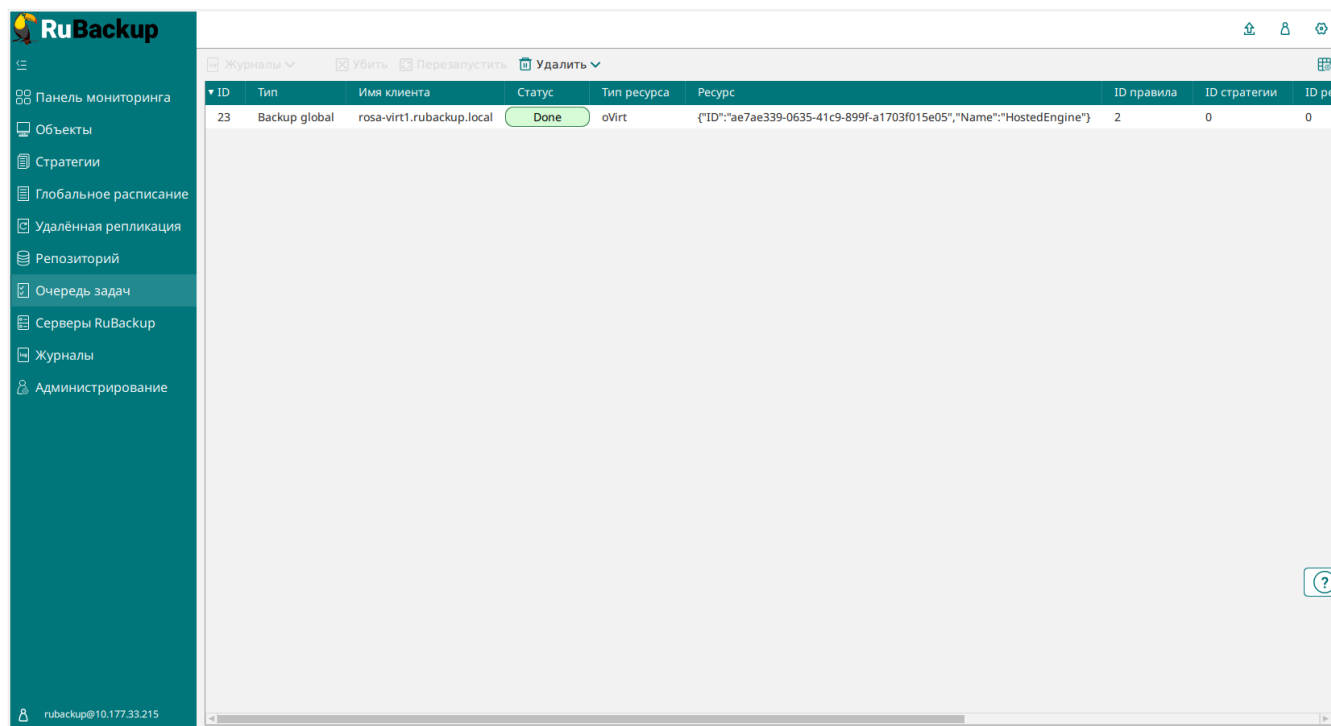 RuBackup
Журналы Убить Перезапустить Удалить
Панель мониторинга
Объекты
Стратегии
Глобальное расписание
Удалённая репликация
Репозиторий
Очередь задач
Серверы RuBackup
Журналы
Администрирование
rubackup@10.177.33.215
ID Тип Имя клиента Статус Тип ресурса Ресурс ID правила ID стратегии ID ре
23 Backup global rosa-virt1.rubackup.local Done oVirt {"ID":"ae7ae339-0635-41c9-899f-a1703f015e05","Name":"HostedEngine"} 2 0 0
?